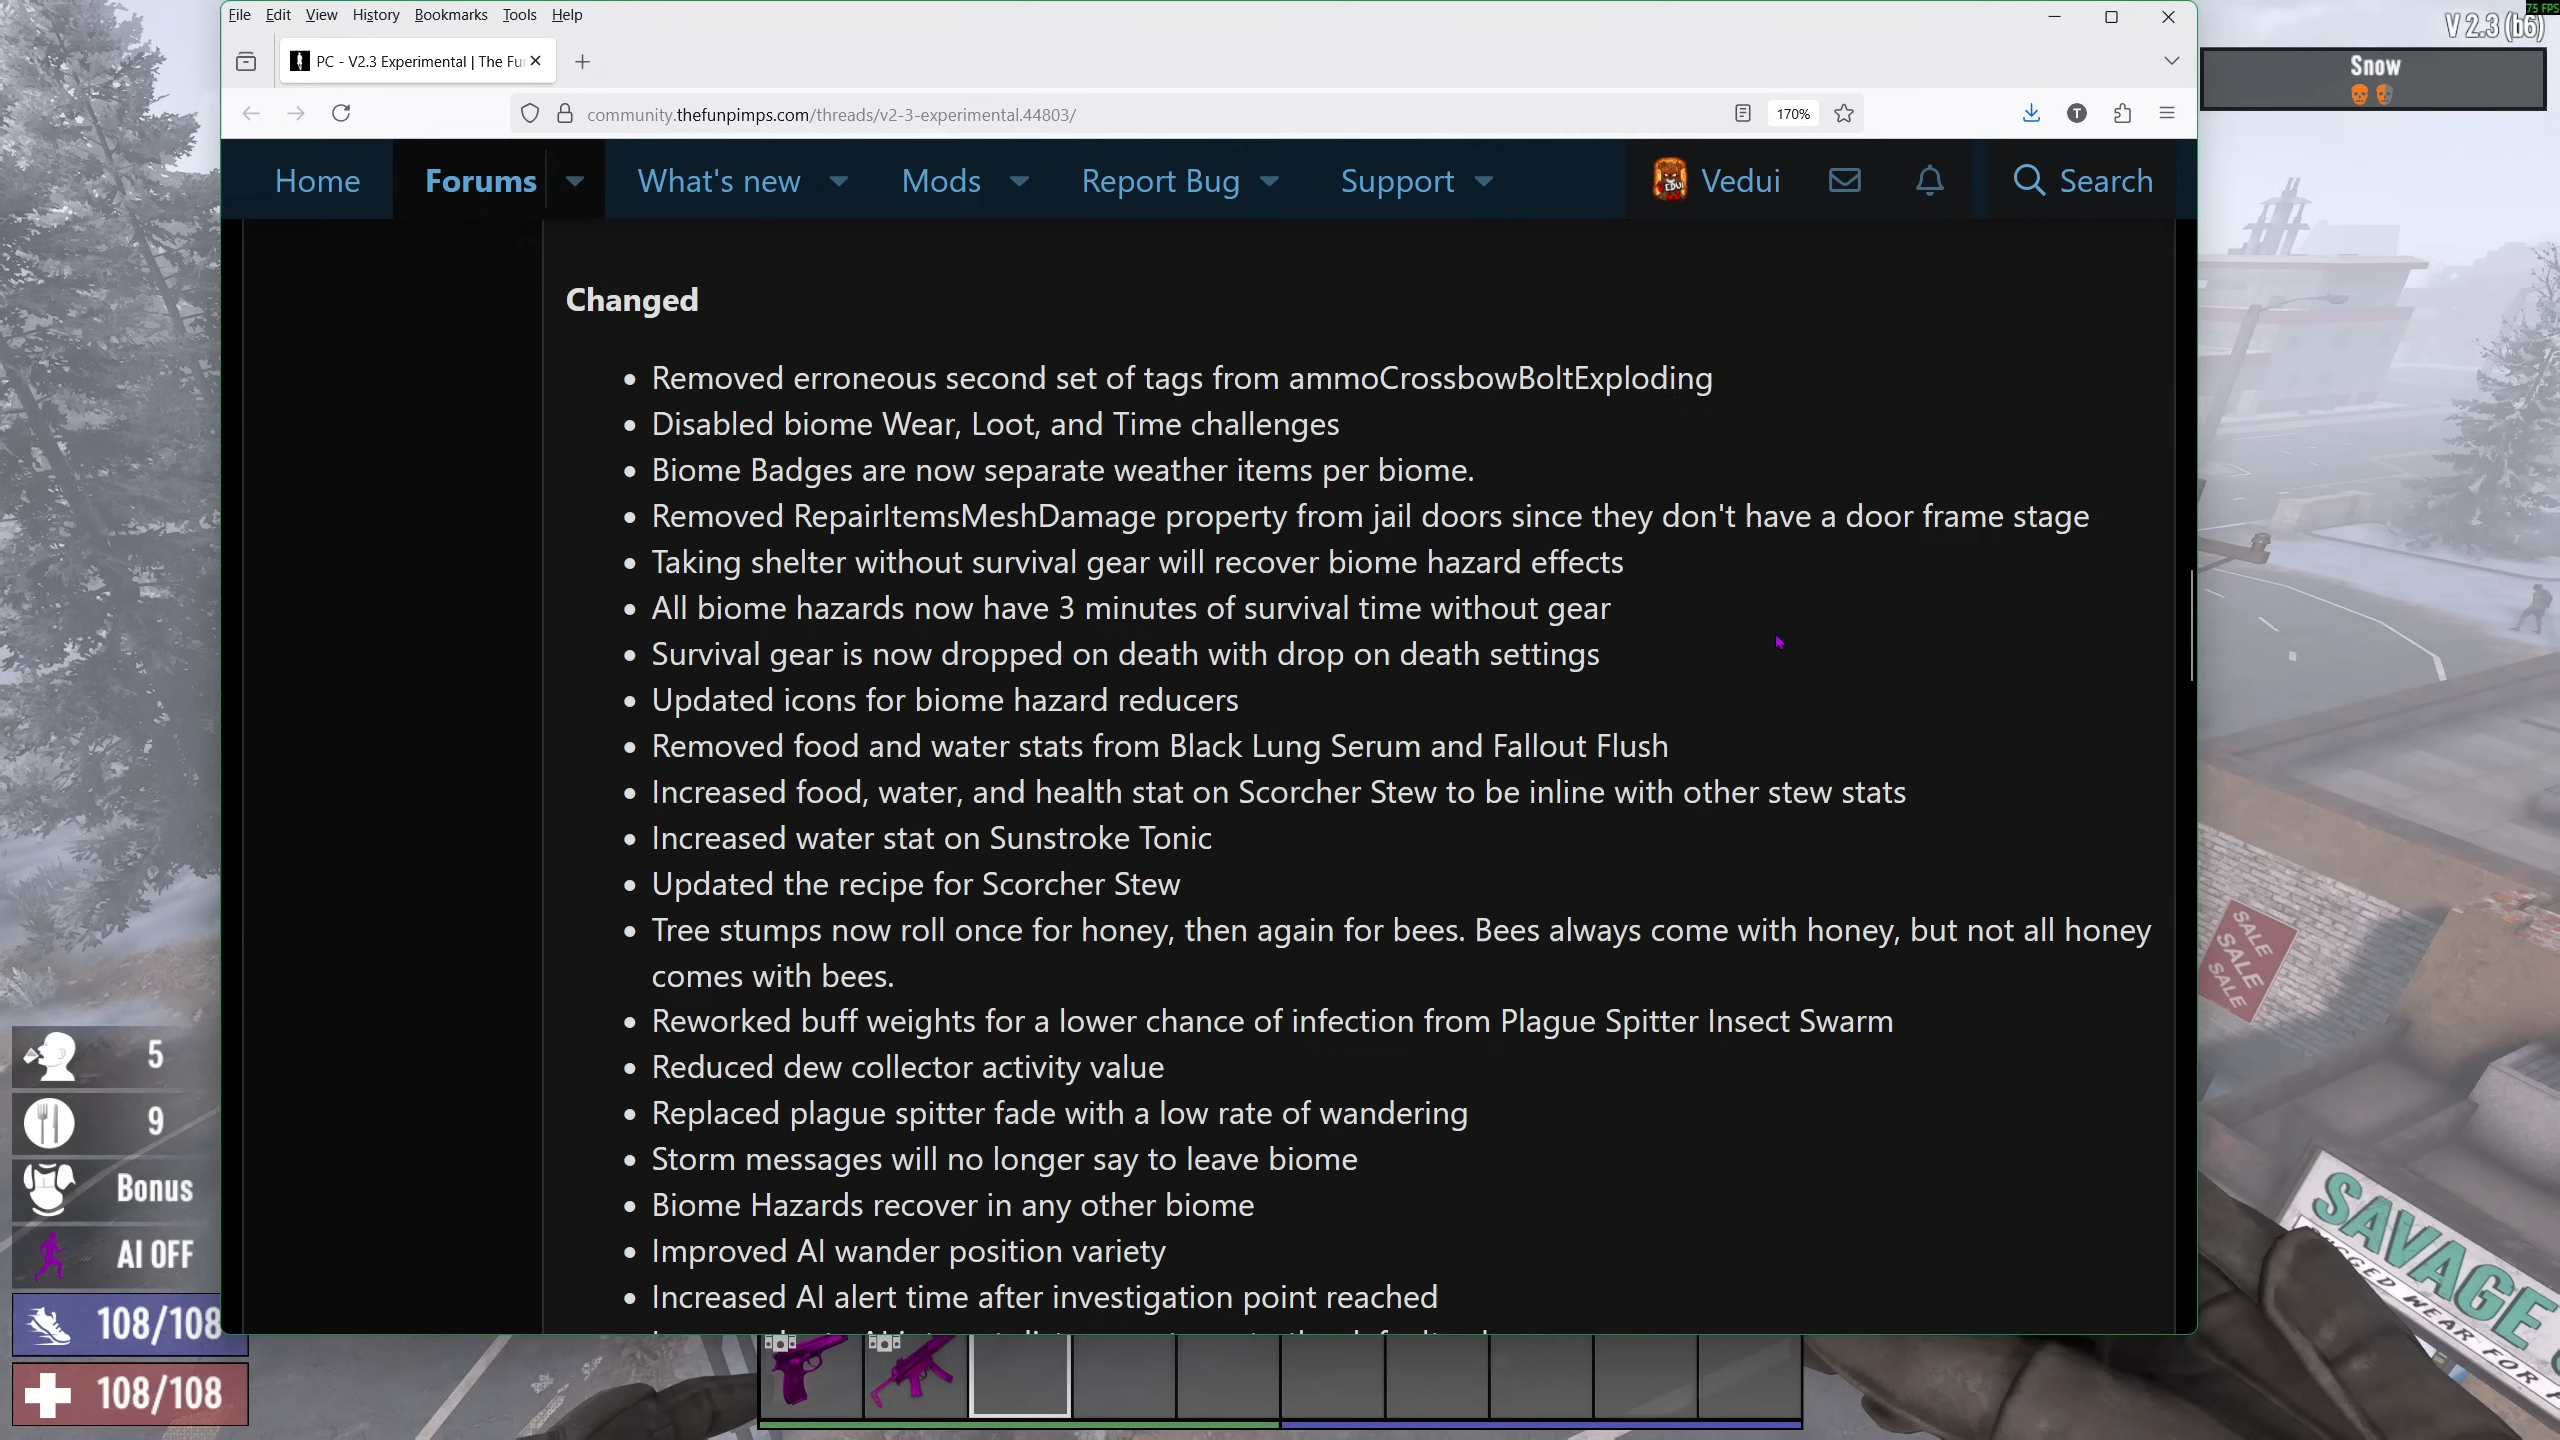 File Edit View History Bookmarks Tools Help
75 FPS
V 2.3 (b6)
PC - V2.3 Experimental | The Fu
Snow
community.thefunpimps.com/threads/v2-3-experimental.44803/
170%
T
Home Forums What's new Mods Report Bug Support Vedui Search
Changed
• Removed erroneous second set of tags from ammoCrossbowBoltExploding
• Disabled biome Wear, Loot, and Time challenges
• Biome Badges are now separate weather items per biome.
• Removed RepairItemsMeshDamage property from jail doors since they don't have a door frame stage
• Taking shelter without survival gear will recover biome hazard effects
• All biome hazards now have 3 minutes of survival time without gear
• Survival gear is now dropped on death with drop on death settings
• Updated icons for biome hazard reducers
• Removed food and water stats from Black Lung Serum and Fallout Flush
• Increased food, water, and health stat on Scorcher Stew to be inline with other stew stats
• Increased water stat on Sunstroke Tonic
• Updated the recipe for Scorcher Stew
• Tree stumps now roll once for honey, then again for bees. Bees always come with honey, but not all honey
comes with bees.
• Reworked buff weights for a lower chance of infection from Plague Spitter Insect Swarm
• Reduced dew collector activity value
• Replaced plague spitter fade with a low rate of wandering
• Storm messages will no longer say to leave biome
• Biome Hazards recover in any other biome
• Improved AI wander position variety
• Increased AI alert time after investigation point reached
5
9
Bonus
AI OFF
108/108
108/108
SALE
SALE
SALE
SAVAGE
WEAR FOR